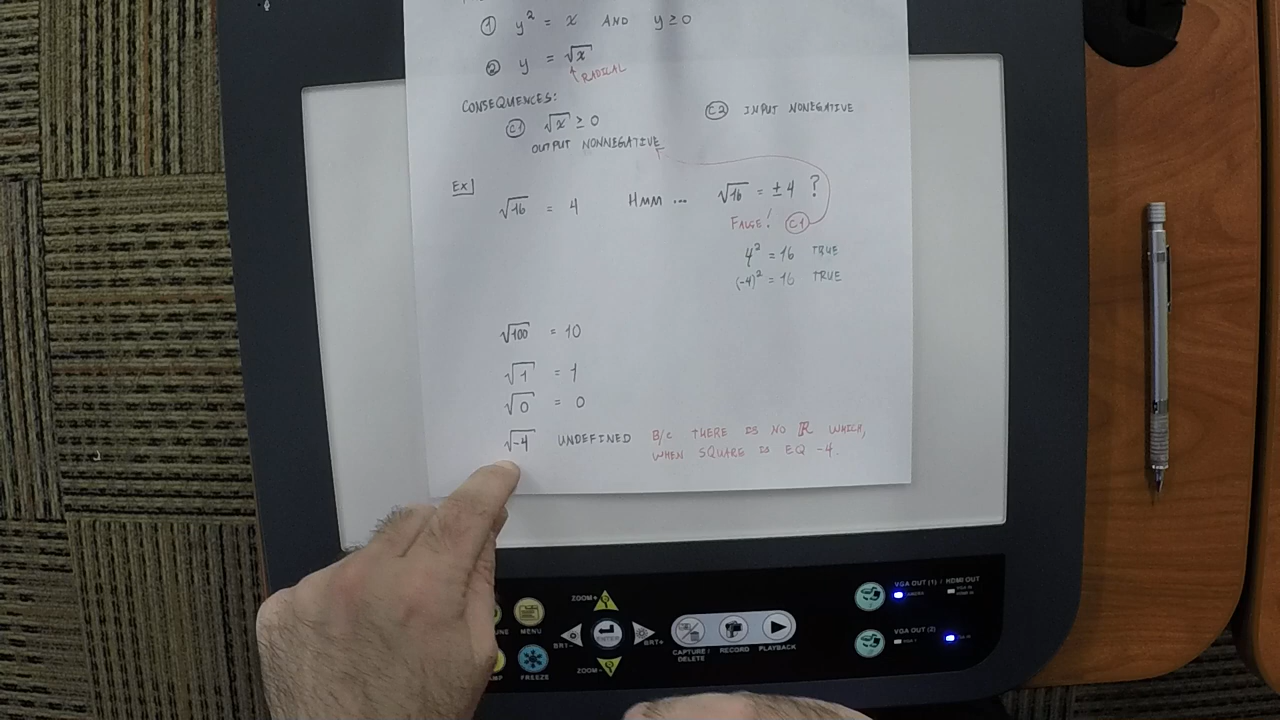 ① y² = x AND y ≥ 0
② y = √x
RADICAL
CONSEQUENCES:
C1 √x ≥ 0
OUTPUT NONNEGATIVE
C2 INPUT NONEGATIVE
EX
√16 = 4 HMM ... √16 = ±4 ?
FALSE! C1
4² = 16 TRUE
(-4)² = 16 TRUE
√100 = 10
√1 = 1
√0 = 0
√-4 UNDEFINED B/C THERE IS NO ℝ WHICH,
WHEN SQUARE IS EQ -4.
ZOOM+
MENU
BRT-
ENTER
BRT+
ZOOM-
FREEZE
CAPTURE /
DELETE
RECORD
PLAYBACK
VGA OUT (1) / HDMI OUT
VGA OUT (2)